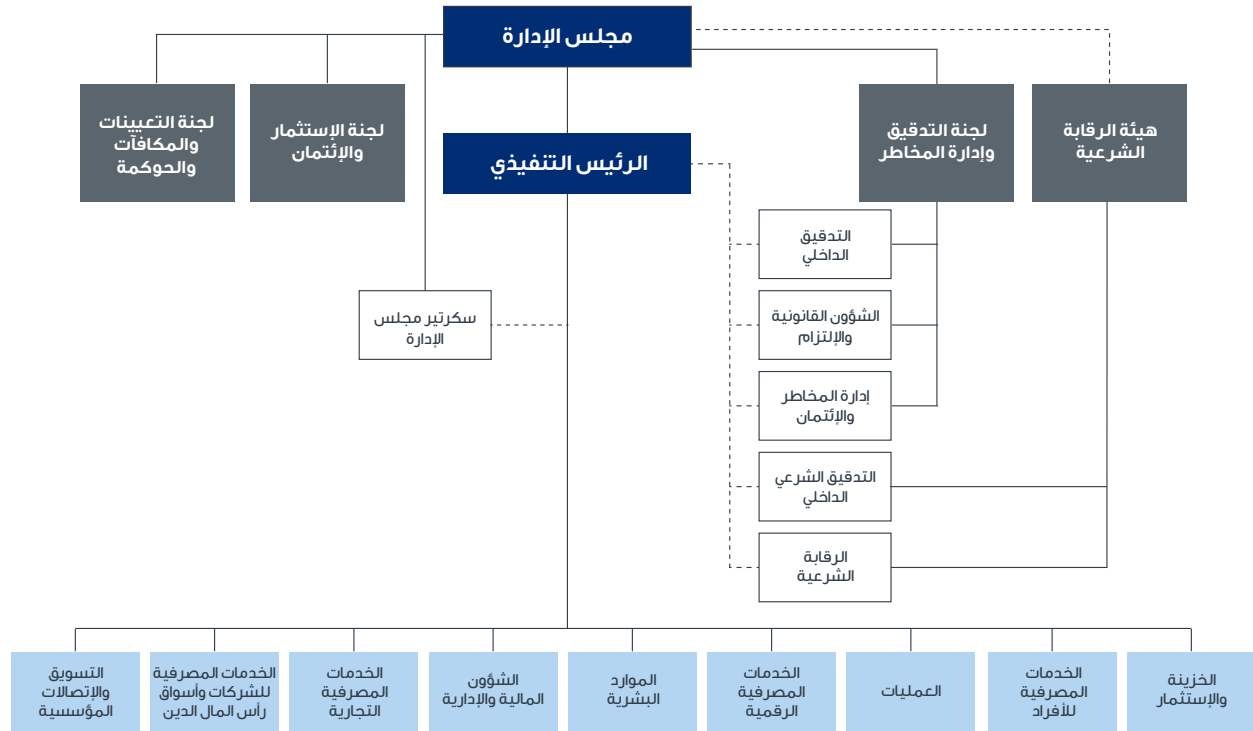 مجلس الإدارة
هيئة الرقابة
الشرعية
لجنة التدقيق
وإدارة المخاطر
لجنة الإستثمار
والإئتمان
لجنة التعيينات
والمكافآت
والحوكمة
الرئيس التنفيذي
التدقيق
الداخلي
الشؤون القانونية
والإلتزام
سكرتير مجلس
الإدارة
إدارة المخاطر
والإئتمان
التدقيق الشرعي
الداخلي
الرقابة
الشرعية
الخزينة
والإستثمار
الخدمات
المصرفية
للأفراد
العمليات
الخدمات
المصرفية
الرقمية
الموارد
البشرية
الشؤون
المالية والإدارية
الخدمات
المصرفية
التجارية
الخدمات المصرفية
للشركات وأسواق
رأس المال الدين
التسويق
والإتصالات
المؤسسية